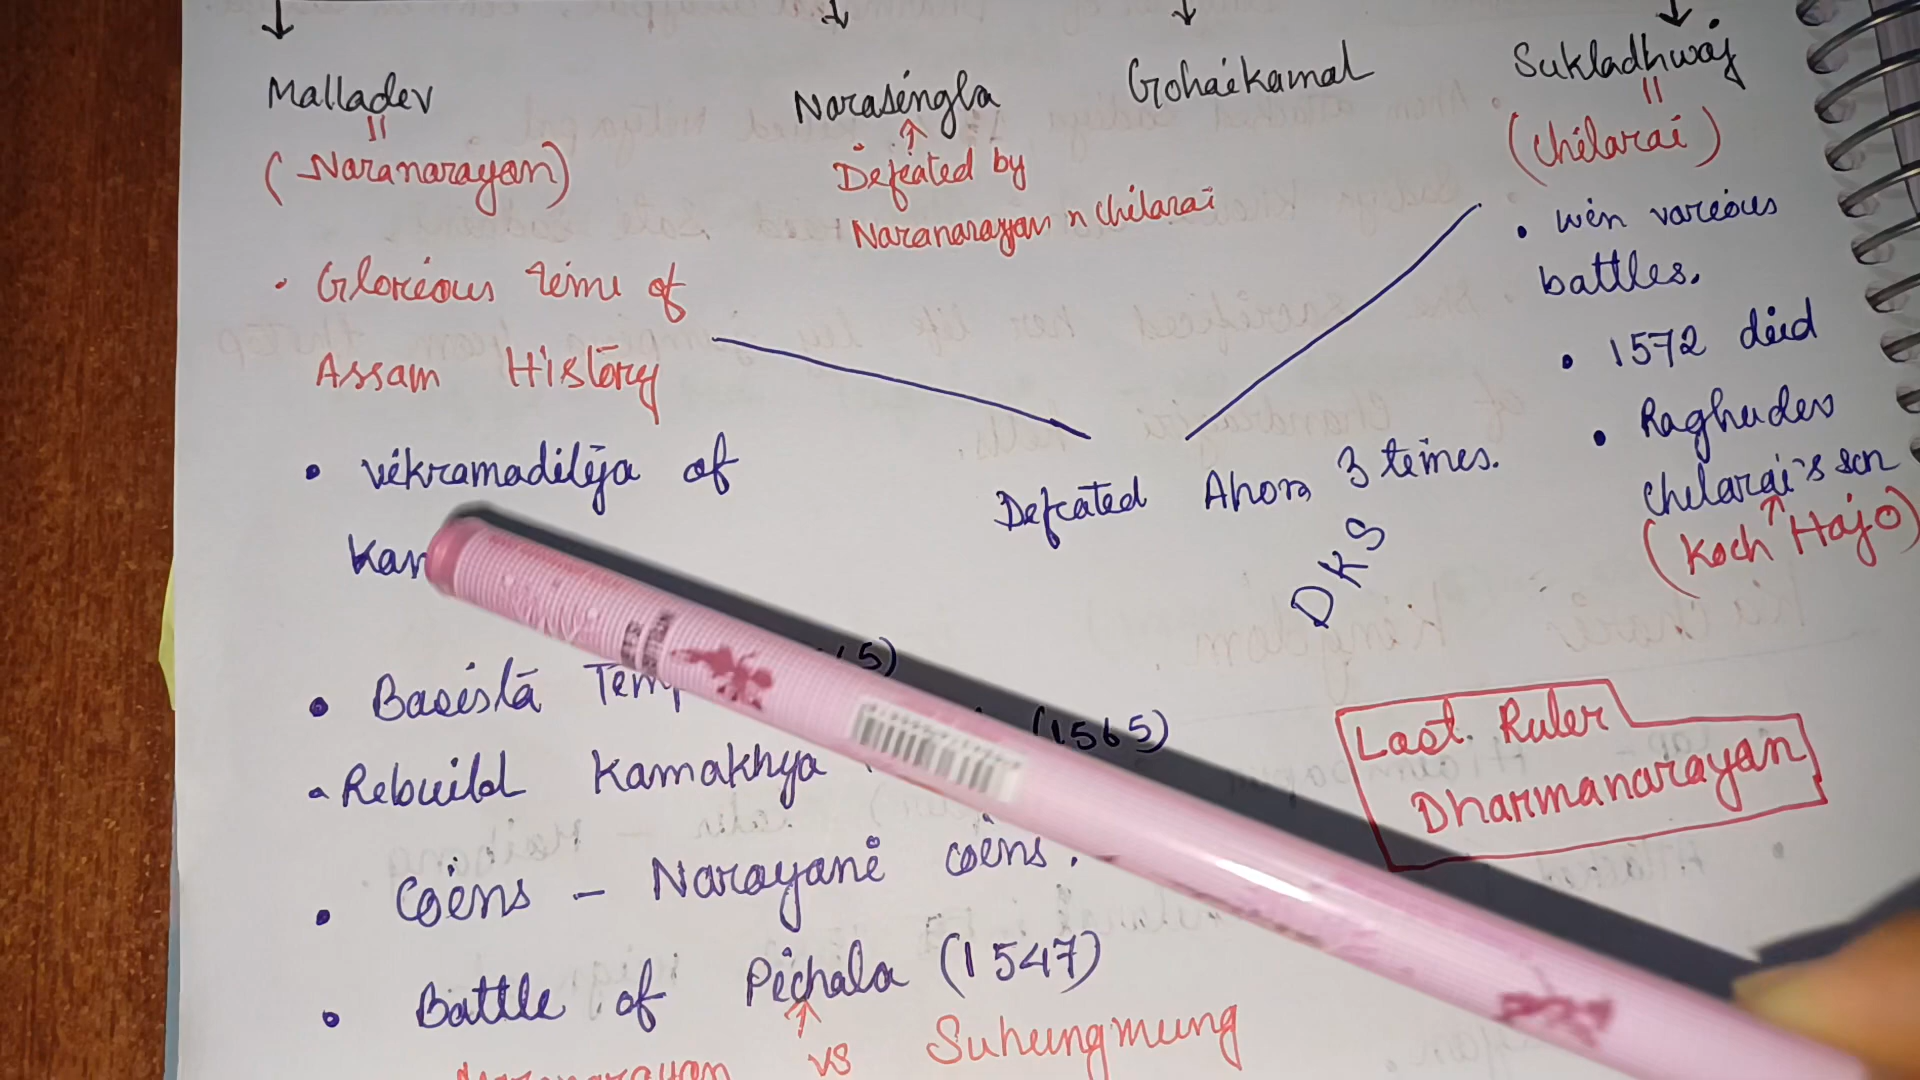 Malladev
(Naranarayan)
• Glorious teime of
Assam History
• Vikramaditya of
Narasingla
Defeated by
Naranarayan n Chilarai
Gohaikamal
Sukladhwaj
(Chilarai)
• win various
battles.
• 1572 died
• Raghudev
Chilarai's son
(Koch Hajo)
Defeated Ahom 3 times.
DKS
• Basista
• Rebuild Kamakhya (1565)
• Coins - Narayani coins.
• Battle of Pichala (1547)
Naranarayan vs Suhungmung
Last Ruler
Dharmanarayan